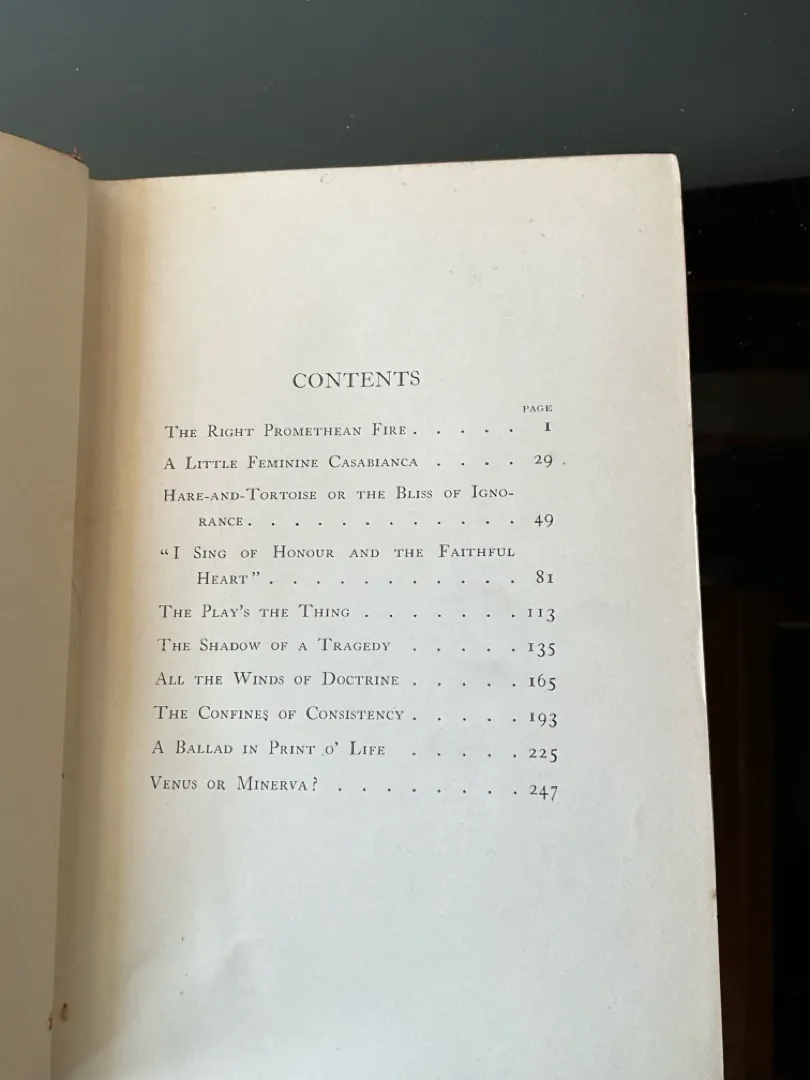 CONTENTS
PAGE
The Right Promethean Fire . . . . . 1
A Little Feminine Casabianca . . . . 29
Hare-and-Tortoise or the Bliss of Igno-
rance . . . . . . . . . . . . 49
“I Sing of Honour and the Faithful
Heart” . . . . . . . . . . . 81
The Play's the Thing . . . . . . . 113
The Shadow of a Tragedy . . . . . 135
All the Winds of Doctrine . . . . . 165
The Confines of Consistency . . . . . 193
A Ballad in Print o' Life . . . . . 225
Venus or Minerva? . . . . . . . . 247